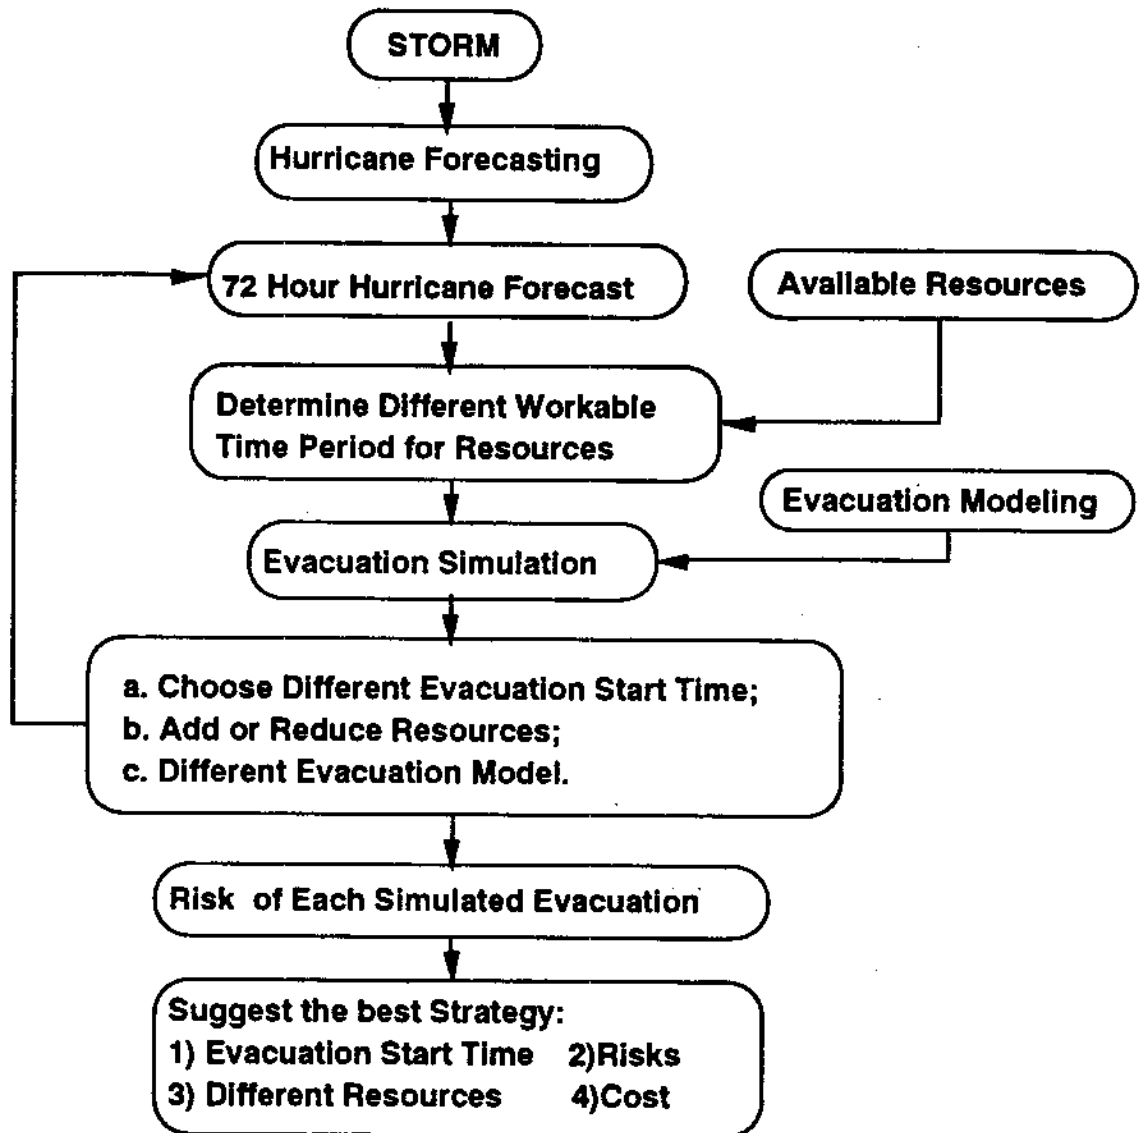 STORM
Hurricane Forecasting
72 Hour Hurricane Forecast
Available Resources
Determine Different Workable
Time Period for Resources
Evacuation Modeling
Evacuation Simulation
a. Choose Different Evacuation Start Time;
b. Add or Reduce Resources;
c. Different Evacuation Model.
Risk of Each Simulated Evacuation
Suggest the best Strategy:
1) Evacuation Start Time 2)Risks
3) Different Resources 4)Cost